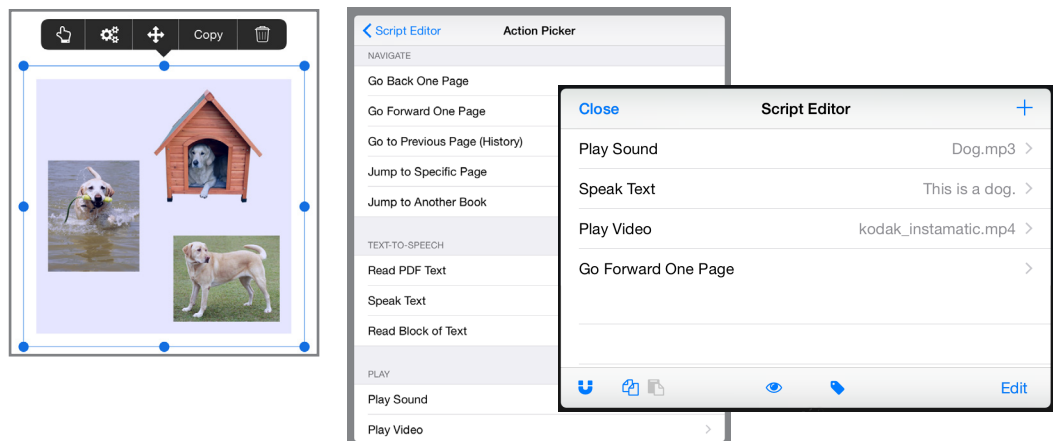 Copy
Script Editor
Action Picker
NAVIGATE
Go Back One Page
Go Forward One Page
Go to Previous Page (History)
Jump to Specific Page
Jump to Another Book
TEXT-TO-SPEECH
Read PDF Text
Speak Text
Read Block of Text
PLAY
Play Sound
Play Video
Close
Script Editor
Play Sound Dog.mp3
Speak Text This is a dog.
Play Video kodak_instamatic.mp4
Go Forward One Page
Edit